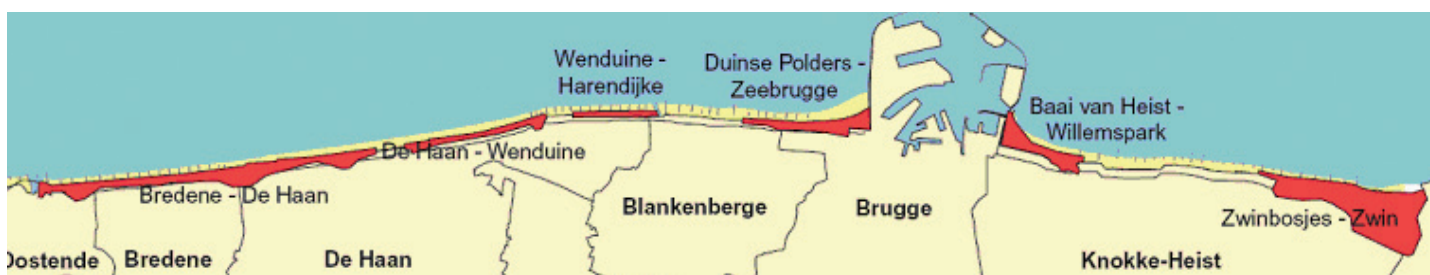 Wenduine -
Harendijke
Duinse Polders -
Zeebrugge
Baai van Heist -
Willemspark
De Haan - Wenduine
Bredene - De Haan
Zwinbosjes - Zwin
Blankenberge
Brugge
Oostende
Bredene
De Haan
Knokke-Heist